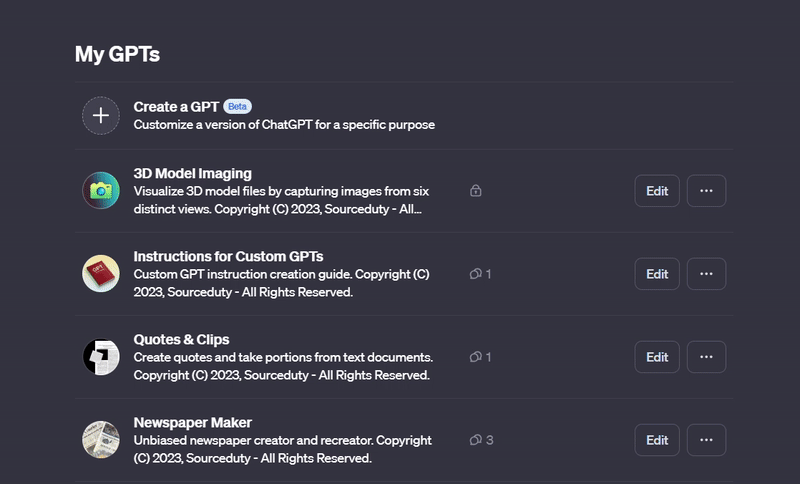 My GPTs
Create a GPT Beta
Customize a version of ChatGPT for a specific purpose
3D Model Imaging
Visualize 3D model files by capturing images from six
distinct views. Copyright (C) 2023, Sourceduty - All...
Edit ...
Instructions for Custom GPTs
Custom GPT instruction creation guide. Copyright (C)
2023, Sourceduty - All Rights Reserved.
1
Edit ...
Quotes & Clips
Create quotes and take portions from text documents.
Copyright (C) 2023, Sourceduty - All Rights Reserved.
1
Edit ...
Newspaper Maker
Unbiased newspaper creator and recreator. Copyright
(C) 2023, Sourceduty - All Rights Reserved.
3
Edit ...